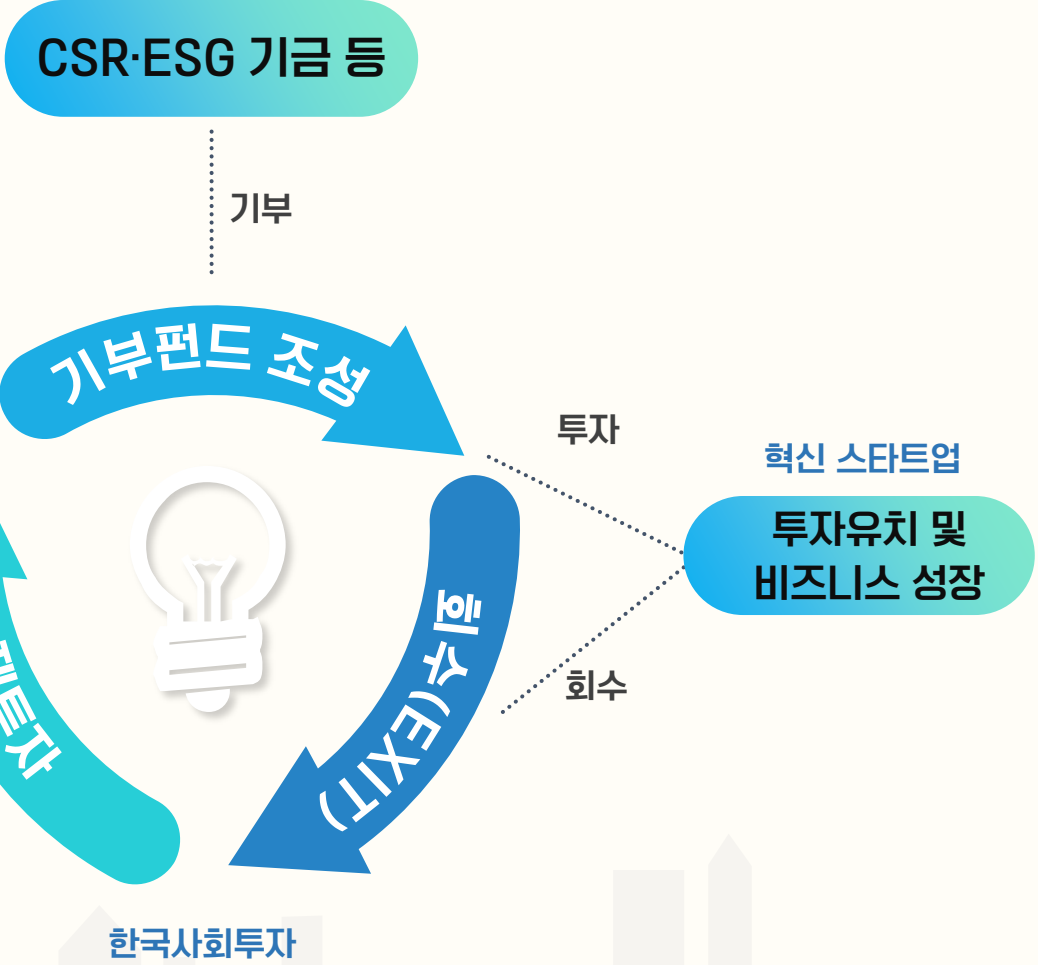 CSR·ESG 기금 등
기부
기부펀드 조성
투자
혁신 스타트업
투자유치 및
비즈니스 성장
회수(EXIT)
회수
한국사회투자